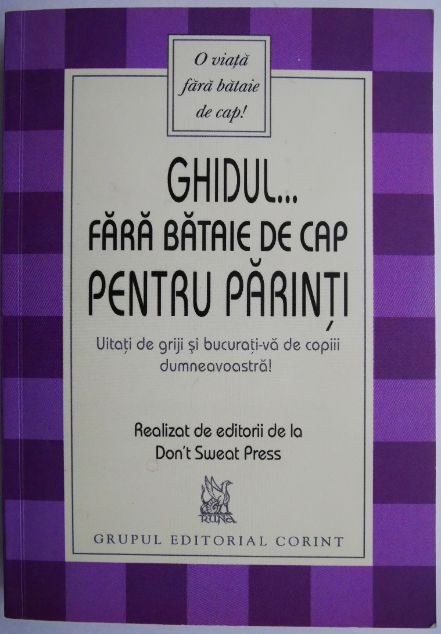 O viață
fără bătaie
de cap!
GHIDUL...
FĂRĂ BĂTAIE DE CAP
PENTRU PĂRINȚI
Uitați de griji și bucurați-vă de copiii
dumneavoastră!
Realizat de editorii de la
Don't Sweat Press
RUNA
GRUPUL EDITORIAL CORINT